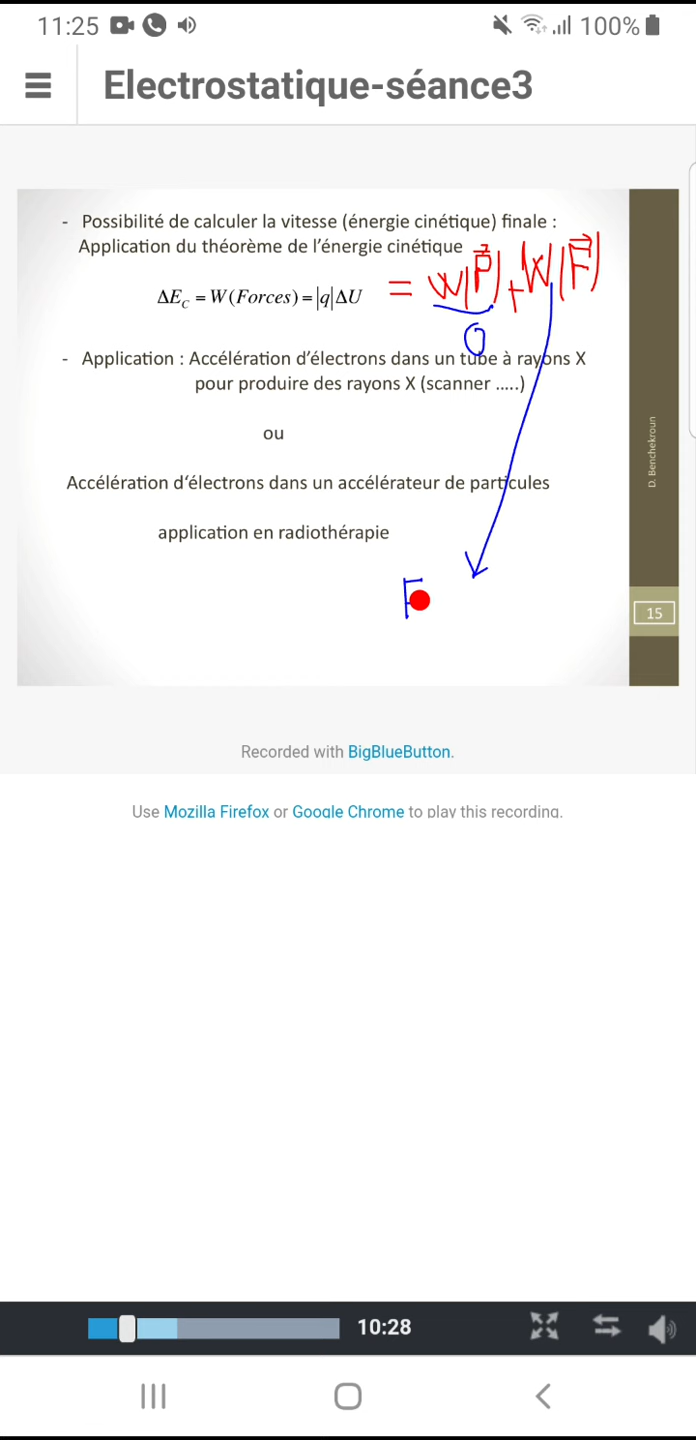 11:25 100%
Electrostatique-séance3
- Possibilité de calculer la vitesse (énergie cinétique) finale :
Application du théorème de l'énergie cinétique
ΔE_C = W(Forces) = |q|ΔU = W(P⃗) + W(F⃗)
0
- Application : Accélération d'électrons dans un tube à rayons X
pour produire des rayons X (scanner .....)
ou
Accélération d'électrons dans un accélérateur de particules
application en radiothérapie
F
D. Benchekroun
15
Recorded with BigBlueButton.
Use Mozilla Firefox or Google Chrome to play this recording.
10:28